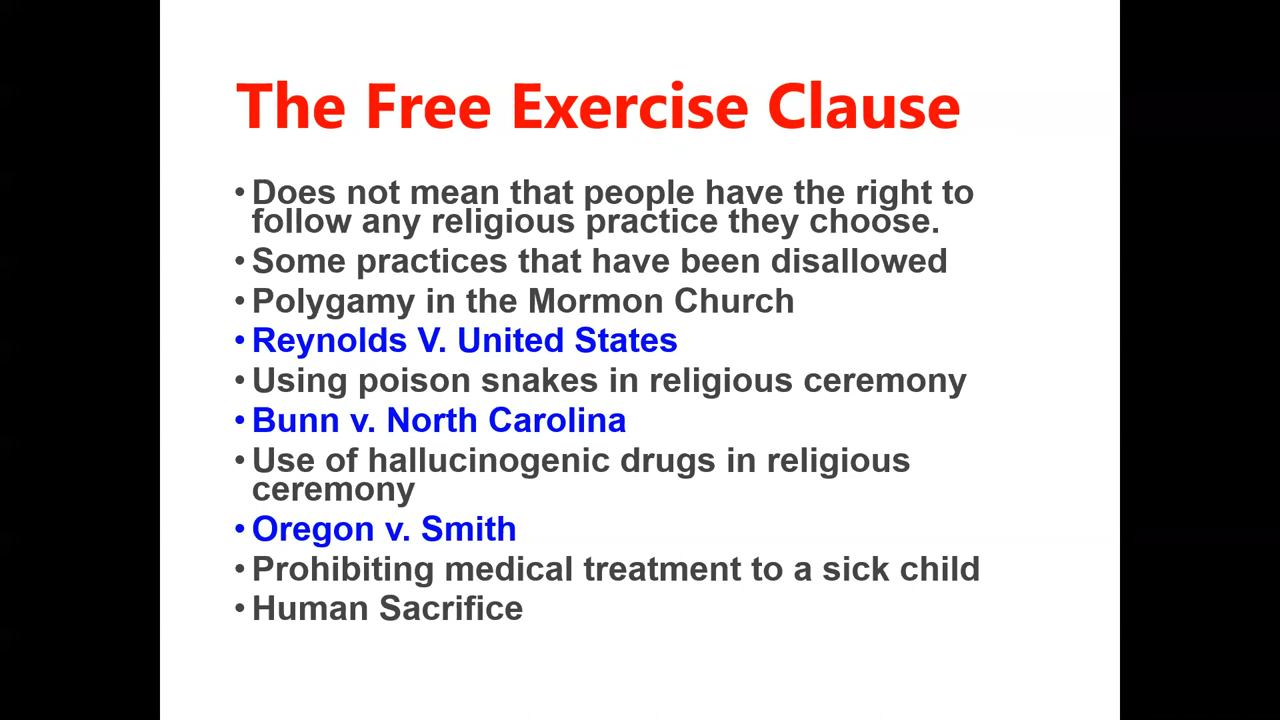 The Free Exercise Clause
• Does not mean that people have the right to
follow any religious practice they choose.
• Some practices that have been disallowed
• Polygamy in the Mormon Church
• Reynolds V. United States
• Using poison snakes in religious ceremony
• Bunn v. North Carolina
• Use of hallucinogenic drugs in religious
ceremony
• Oregon v. Smith
• Prohibiting medical treatment to a sick child
• Human Sacrifice